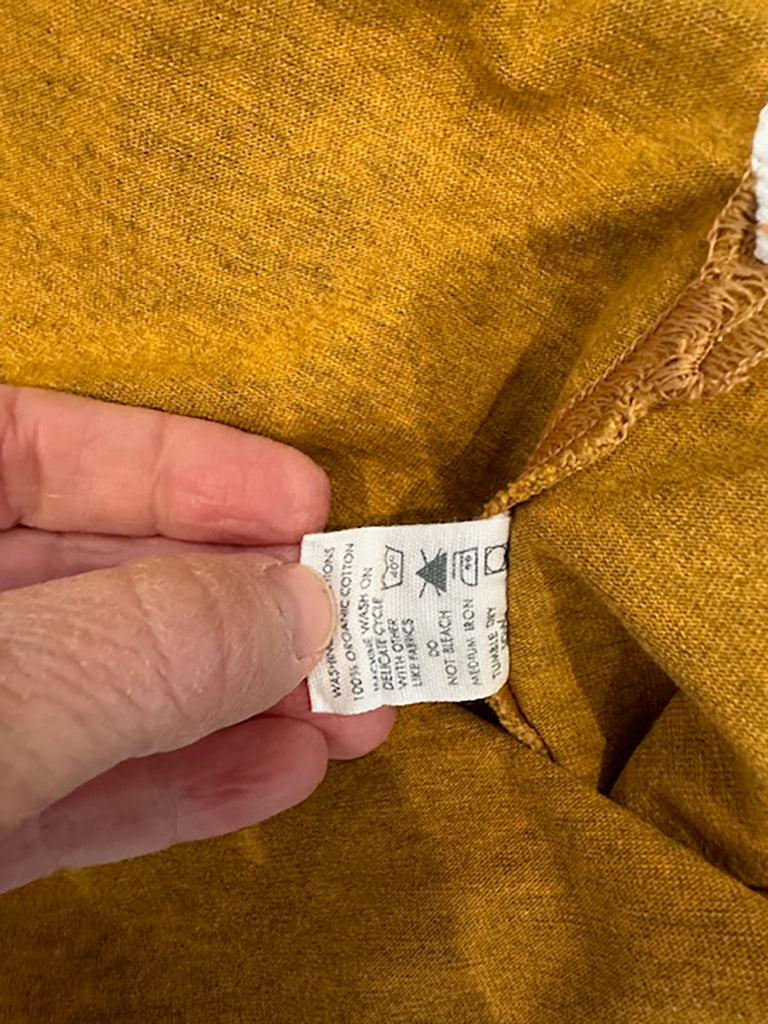 WASHING INSTRUCTIONS
100% ORGANIC COTTON
MACHINE WASH ON
DELICATE CYCLE
WITH OTHER
LIKE FABRICS
40°
DO
NOT BLEACH
MEDIUM IRON
TUMBLE DRY